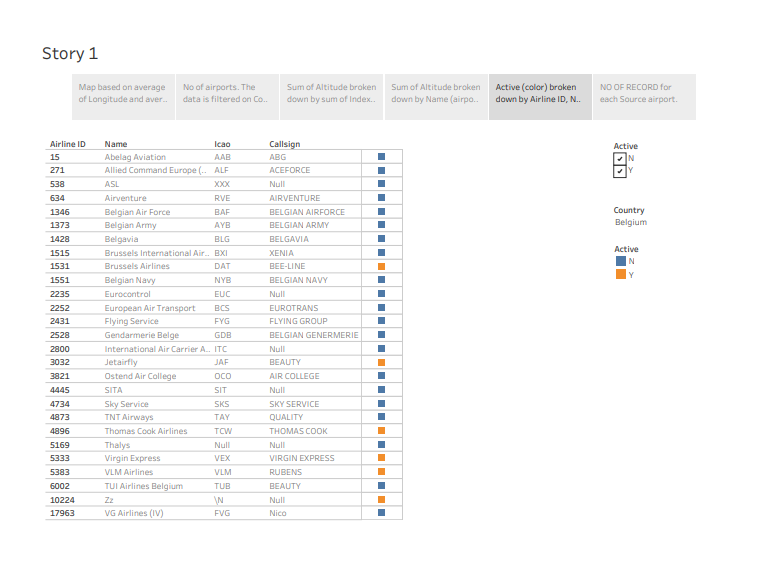 Story 1
Map based on average of Longitude and aver..
No of airports. The data is filtered on Co..
Sum of Altitude broken down by sum of Index..
Sum of Altitude broken down by Name (airpo..
Active (color) broken down by Airline ID, N..
NO OF RECORD for each Source airport.
Airline ID Name Icao Callsign
15 Abelag Aviation AAB ABG
271 Allied Command Europe (.. ALF ACEFORCE
538 ASL XXX Null
634 Airventure RVE AIRVENTURE
1346 Belgian Air Force BAF BELGIAN AIRFORCE
1373 Belgian Army AYB BELGIAN ARMY
1428 Belgavia BLG BELGAVIA
1515 Brussels International Air.. BXI XENIA
1531 Brussels Airlines DAT BEE-LINE
1551 Belgian Navy NYB BELGIAN NAVY
2235 Eurocontrol EUC Null
2252 European Air Transport BCS EUROTRANS
2431 Flying Service FYG FLYING GROUP
2528 Gendarmerie Belge GDB BELGIAN GENERMERIE
2800 International Air Carrier A.. ITC Null
3032 Jetairfly JAF BEAUTY
3821 Ostend Air College OCO AIR COLLEGE
4445 SITA SIT Null
4734 Sky Service SKS SKY SERVICE
4873 TNT Airways TAY QUALITY
4896 Thomas Cook Airlines TCW THOMAS COOK
5169 Thalys Null Null
5333 Virgin Express VEX VIRGIN EXPRESS
5383 VLM Airlines VLM RUBENS
6002 TUI Airlines Belgium TUB BEAUTY
10224 Zz \N Null
17963 VG Airlines (IV) FVG Nico
Active
N
Y
Country
Belgium
Active
N
Y